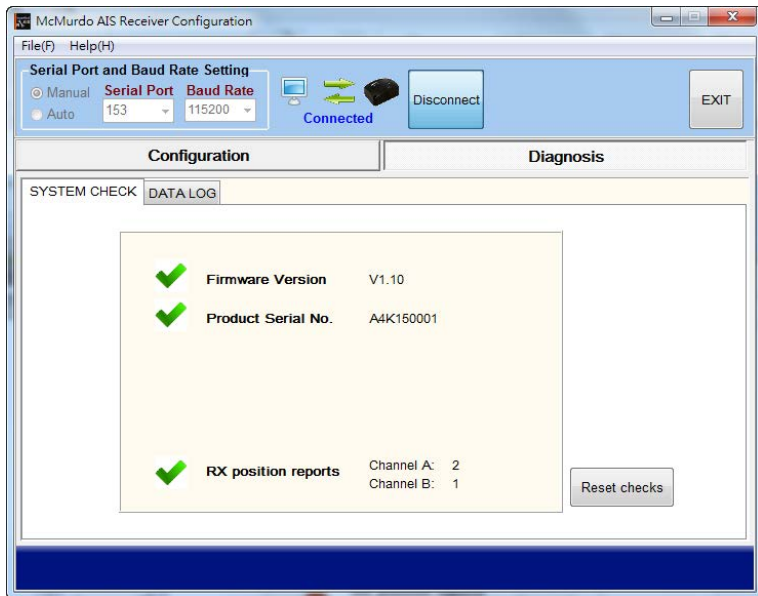 McMurdo AIS Receiver Configuration
File(F) Help(H)
Serial Port and Baud Rate Setting
Manual Serial Port Baud Rate
Auto 153 115200
Connected
Disconnect
EXIT
Configuration Diagnosis
SYSTEM CHECK DATA LOG
Firmware Version V1.10
Product Serial No. A4K150001
RX position reports Channel A: 2
Channel B: 1
Reset checks